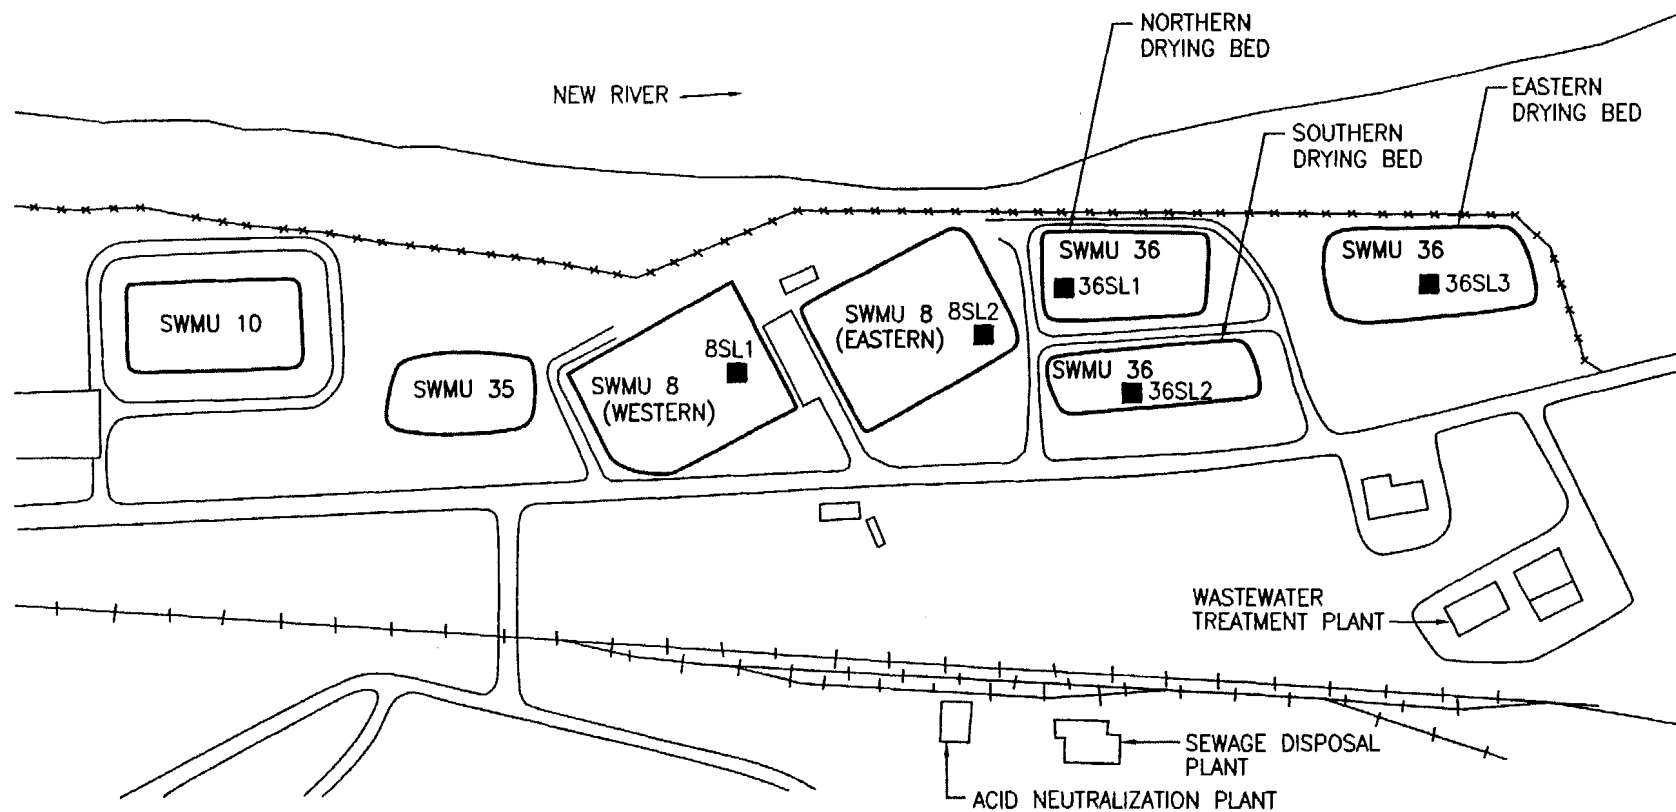 NORTHERN
DRYING BED
NEW RIVER
EASTERN
DRYING BED
SOUTHERN
DRYING BED
SWMU 36
36SL1
SWMU 36
36SL3
SWMU 10
SWMU 8
(EASTERN)
8SL2
8SL1
SWMU 35
SWMU 8
(WESTERN)
SWMU 36
36SL2
WASTEWATER
TREATMENT PLANT
SEWAGE DISPOSAL
PLANT
ACID NEUTRALIZATION PLANT